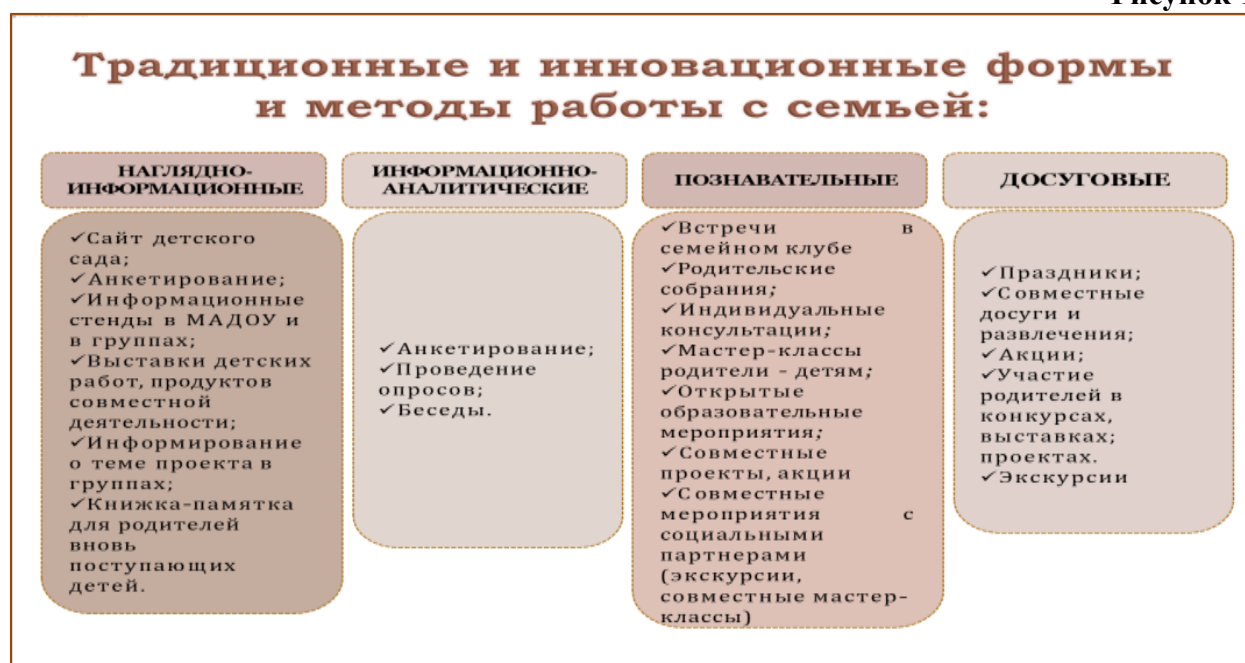 Рисунок
Традиционные и инновационные формы
и методы работы с семьей:
НАГЛЯДНО-
ИНФОРМАЦИОННЫЕ
✓Сайт детского
сада;
✓Анкетирование;
✓Информационные
стенды в МАДОУ и
в группах;
✓Выставки детских
работ, продуктов
совместной
деятельности;
✓Информирование
о теме проекта в
группах;
✓Книжка-памятка
для родителей
вновь
поступающих
детей.
ИНФОРМАЦИОННО-
АНАЛИТИЧЕСКИЕ
✓Анкетирование;
✓Проведение
опросов;
✓Беседы.
ПОЗНАВАТЕЛЬНЫЕ
✓Встречи в
семейном клубе
✓Родительские
собрания;
✓Индивидуальные
консультации;
✓Мастер-классы
родители - детям;
✓Открытые
образовательные
мероприятия;
✓Совместные
проекты, акции
✓Совместные
мероприятия с
социальными
партнерами
(экскурсии,
совместные мастер-
классы)
ДОСУГОВЫЕ
✓Праздники;
✓Совместные
досуги и
развлечения;
✓Акции;
✓Участие
родителей в
конкурсах,
выставках;
проектах.
✓Экскурсии